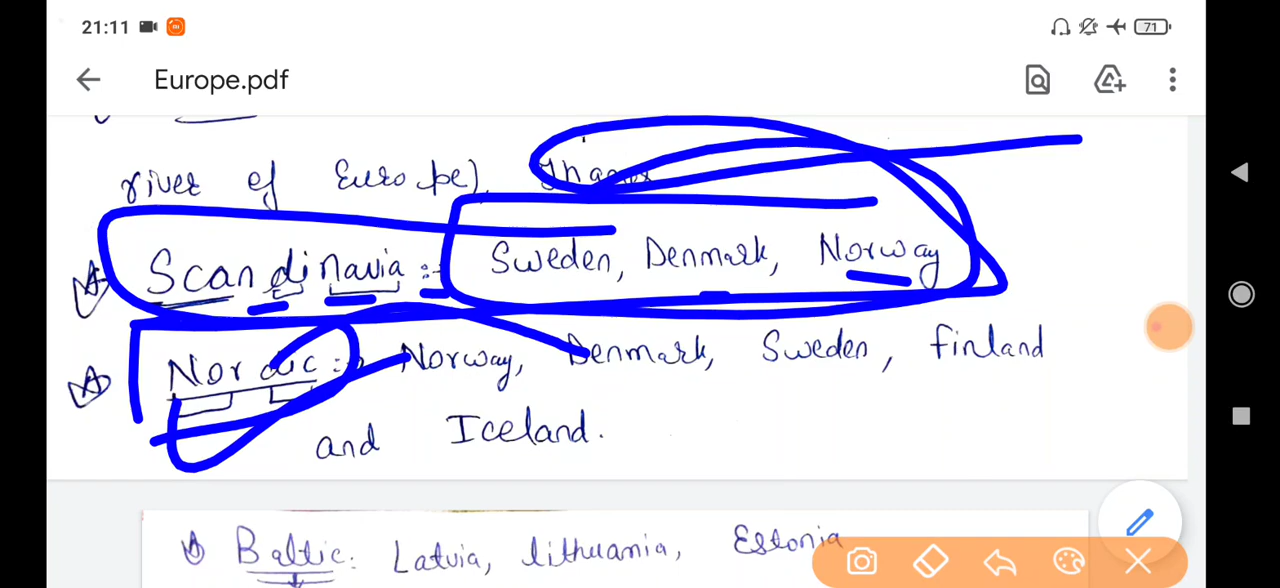 21:11
71
Europe.pdf
river of Europe)
Scandinavia :- Sweden, Denmark, Norway
Nordic :- Norway, Denmark, Sweden, finland
and Iceland.
Baltic : Latvia, lithuania, Estonia